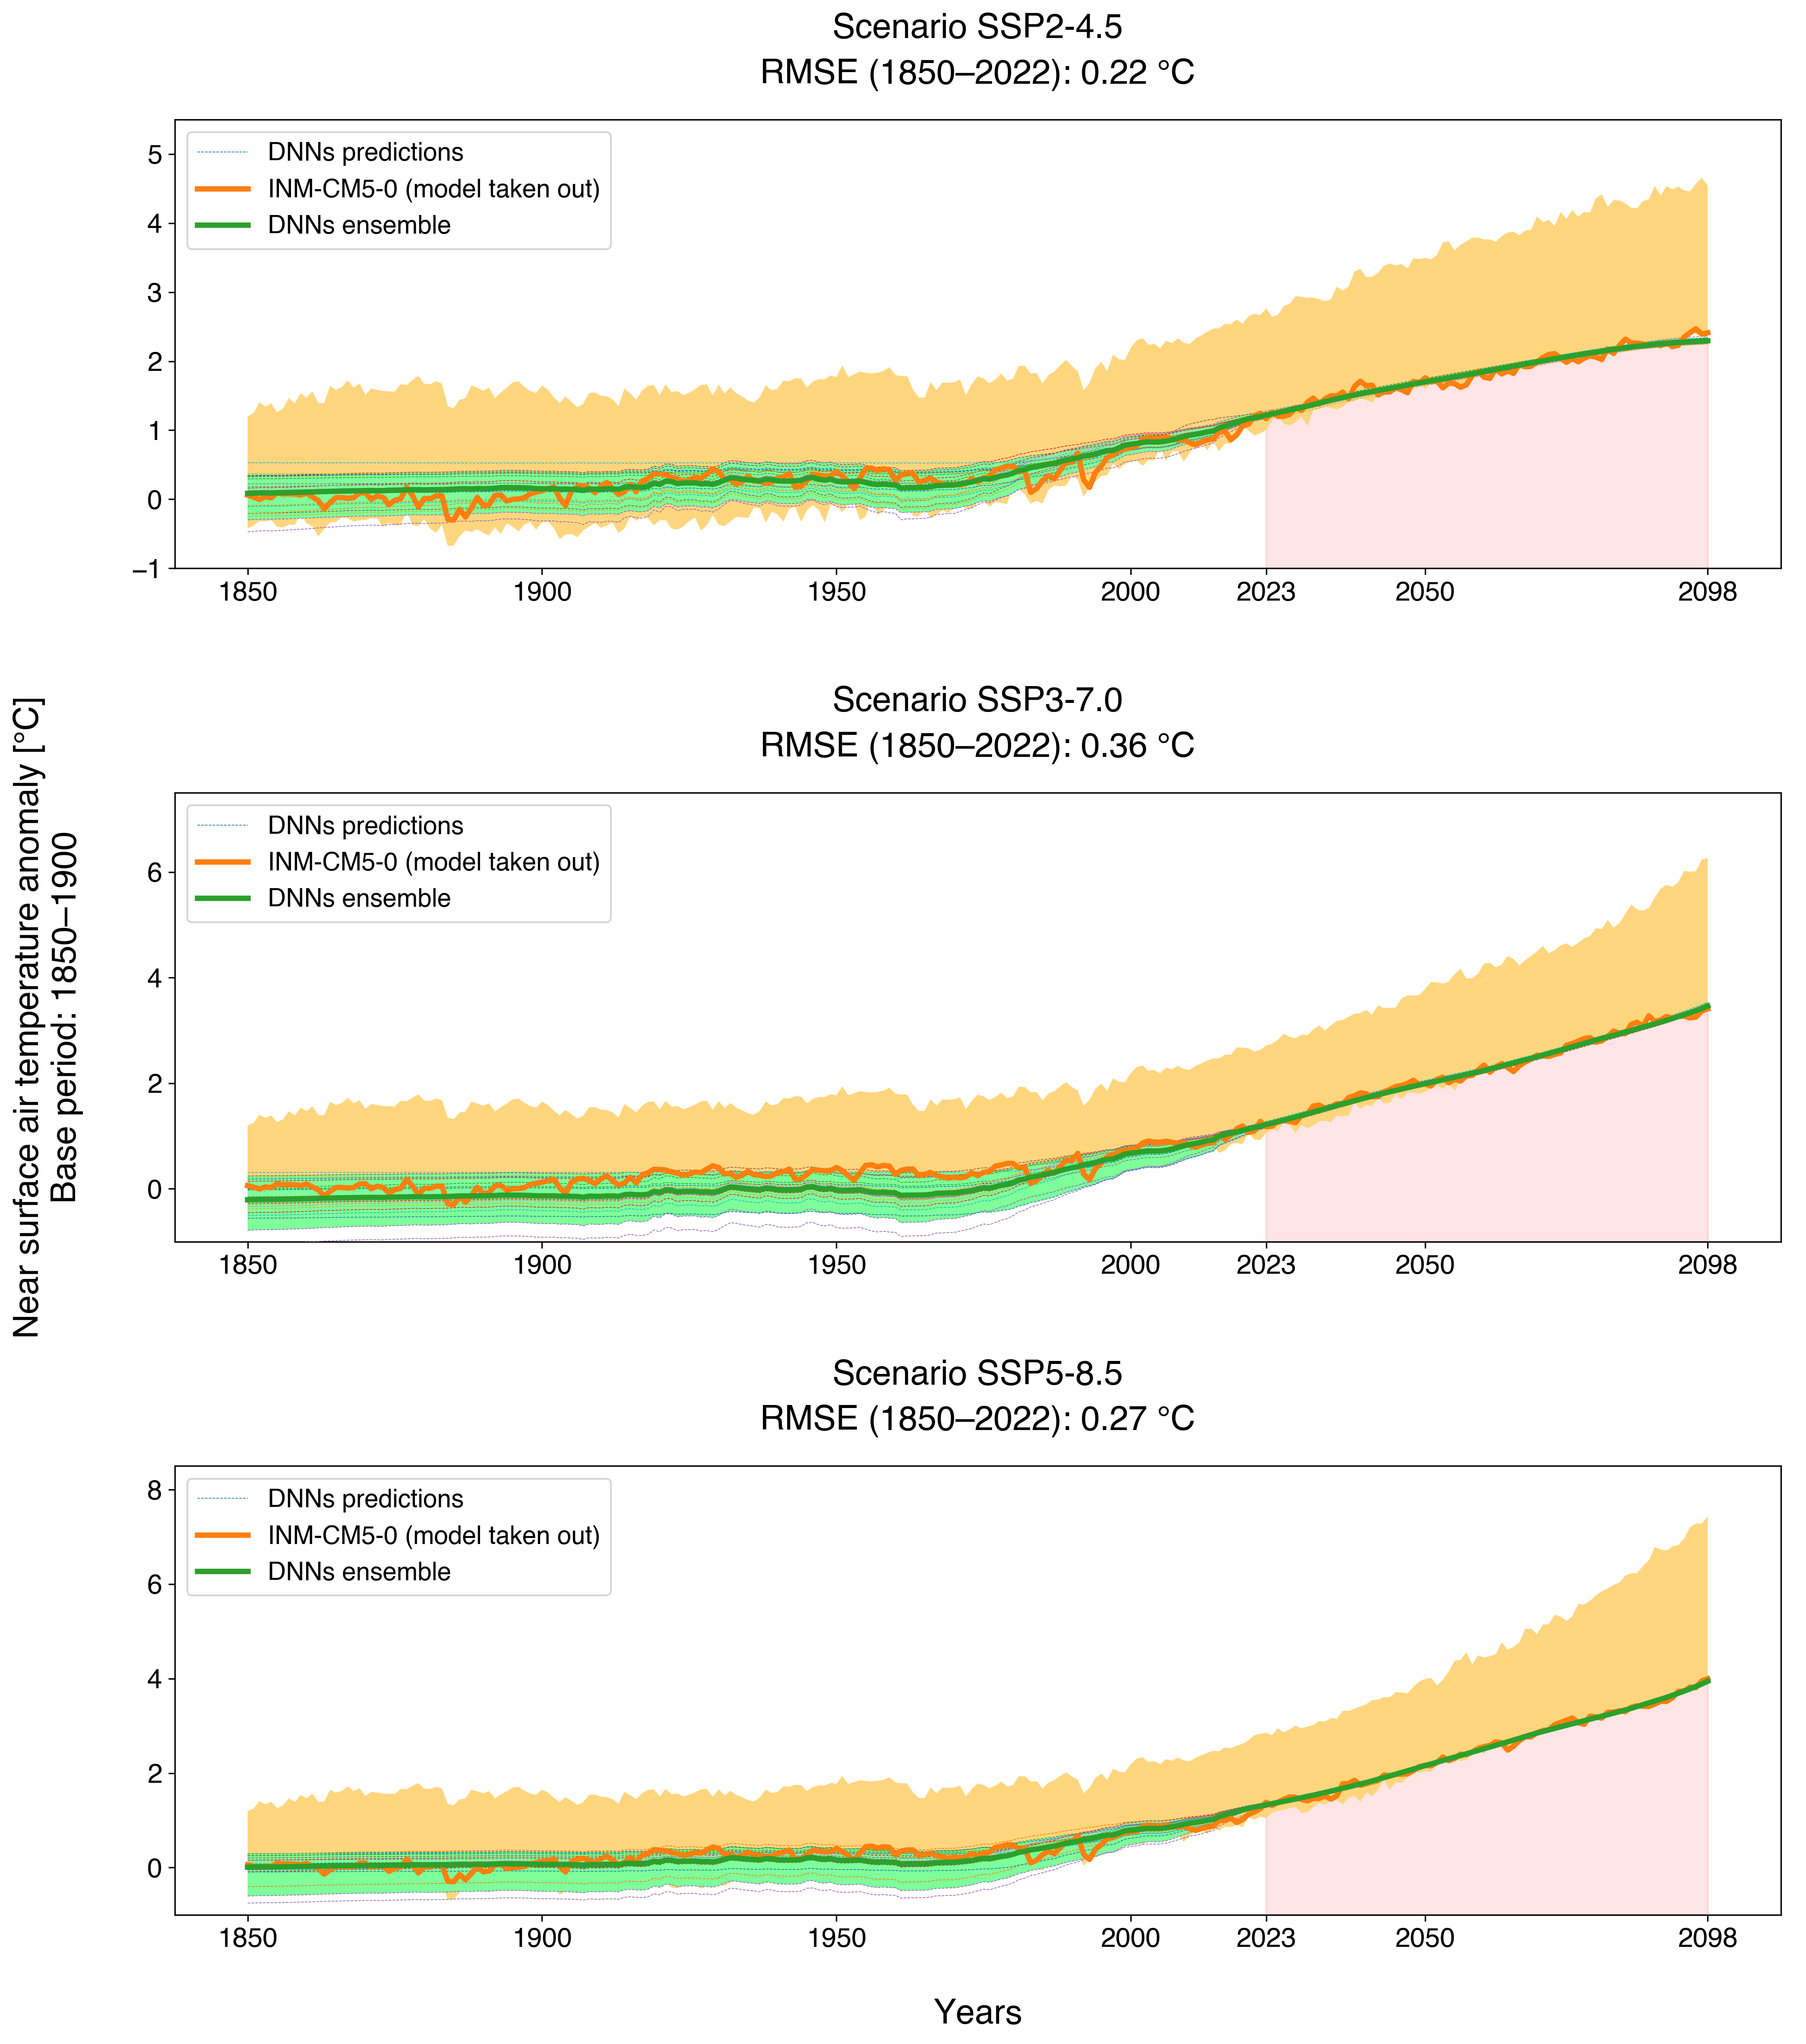 Scenario SSP2-4.5
RMSE (1850–2022): 0.22 °C
DNNs predictions
INM-CM5-0 (model taken out)
DNNs ensemble
5
4
3
2
1
0
−1
1850 1900 1950 2000 2023 2050 2098
Near surface air temperature anomaly [°C]
Base period: 1850–1900
Scenario SSP3-7.0
RMSE (1850–2022): 0.36 °C
DNNs predictions
INM-CM5-0 (model taken out)
DNNs ensemble
6
4
2
0
1850 1900 1950 2000 2023 2050 2098
Scenario SSP5-8.5
RMSE (1850–2022): 0.27 °C
DNNs predictions
INM-CM5-0 (model taken out)
DNNs ensemble
8
6
4
2
0
1850 1900 1950 2000 2023 2050 2098
Years